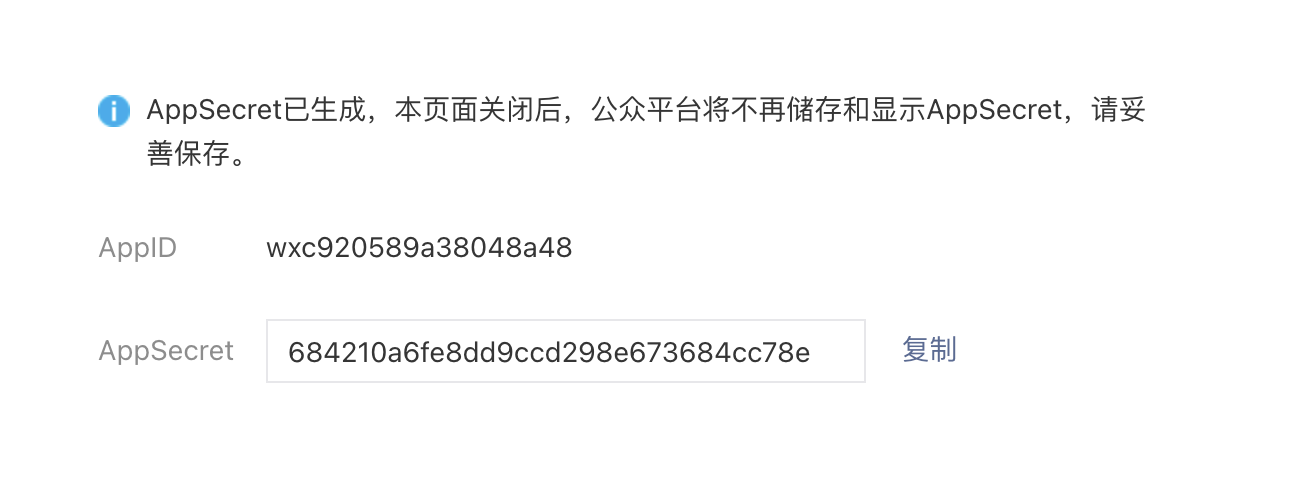 AppSecret已生成，本页面关闭后，公众平台将不再储存和显示AppSecret，请妥
善保存。
AppID wxc920589a38048a48
AppSecret 684210a6fe8dd9ccd298e673684cc78e 复制